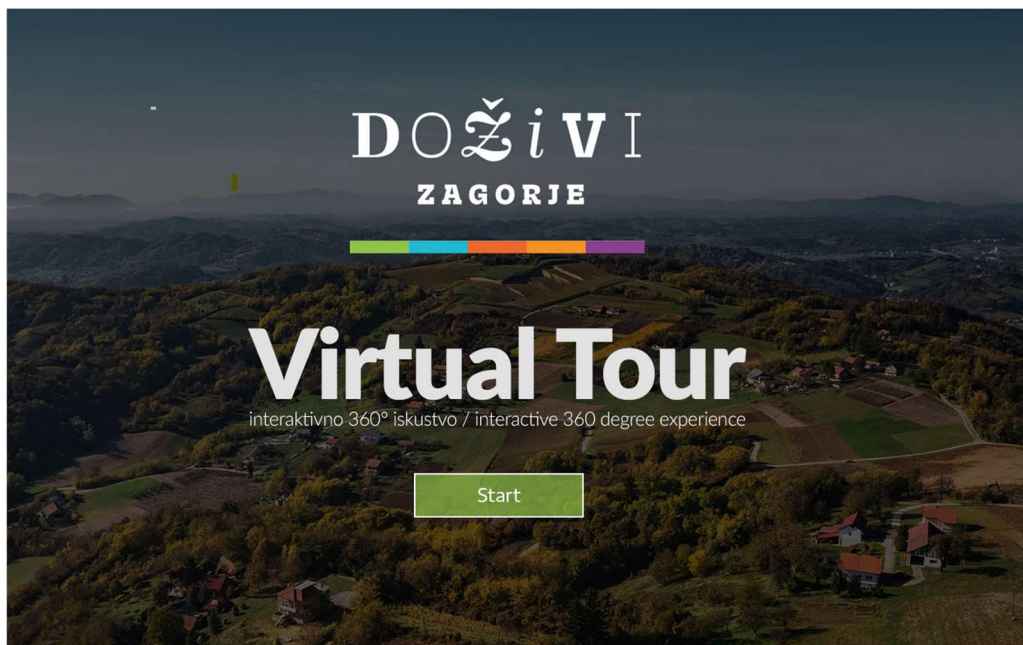 DOŽiVI
ZAGORJE
Virtual Tour
interaktivno 360° iskustvo / interactive 360 degree experience
Start